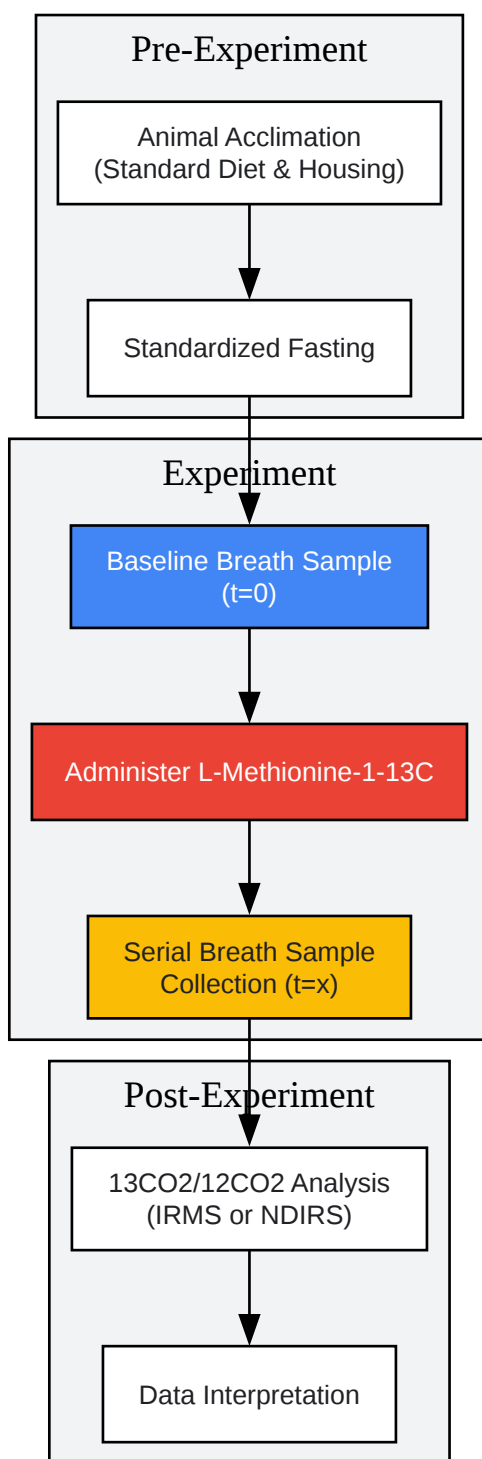 Pre-Experiment
Animal Acclimation
(Standard Diet & Housing)
Standardized Fasting
Experiment
Baseline Breath Sample
(t=0)
Administer L-Methionine-1-13C
Serial Breath Sample
Collection (t=x)
Post-Experiment
13CO2/12CO2 Analysis
(IRMS or NDIRS)
Data Interpretation